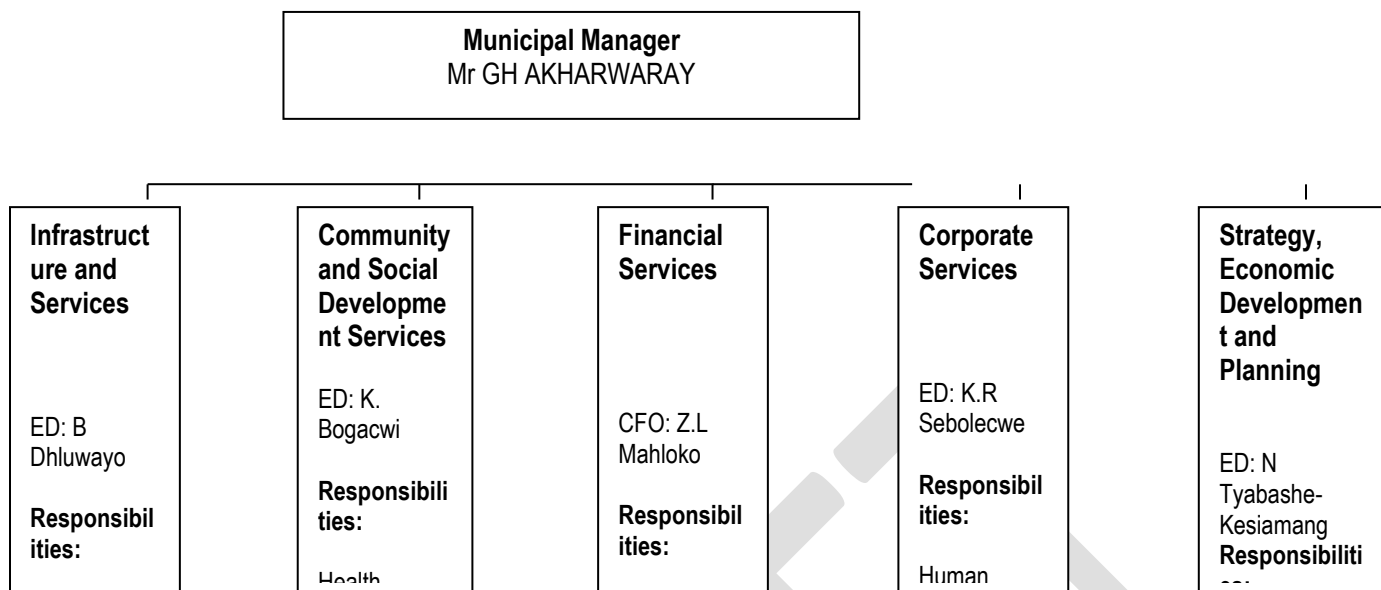 Municipal Manager
Mr GH AKHARWARAY
Infrastruct
ure and
Services
ED: B
Dhluwayo
Responsibil
ities:
Community
and Social
Developme
nt Services
ED: K.
Bogacwi
Responsibili
ties:
Health
Financial
Services
CFO: Z.L
Mahloko
Responsibil
ities:
Corporate
Services
ED: K.R
Sebolecwe
Responsibil
ities:
Human
Strategy,
Economic
Developmen
t and
Planning
ED: N
Tyabashe-
Kesiamang
Responsibiliti